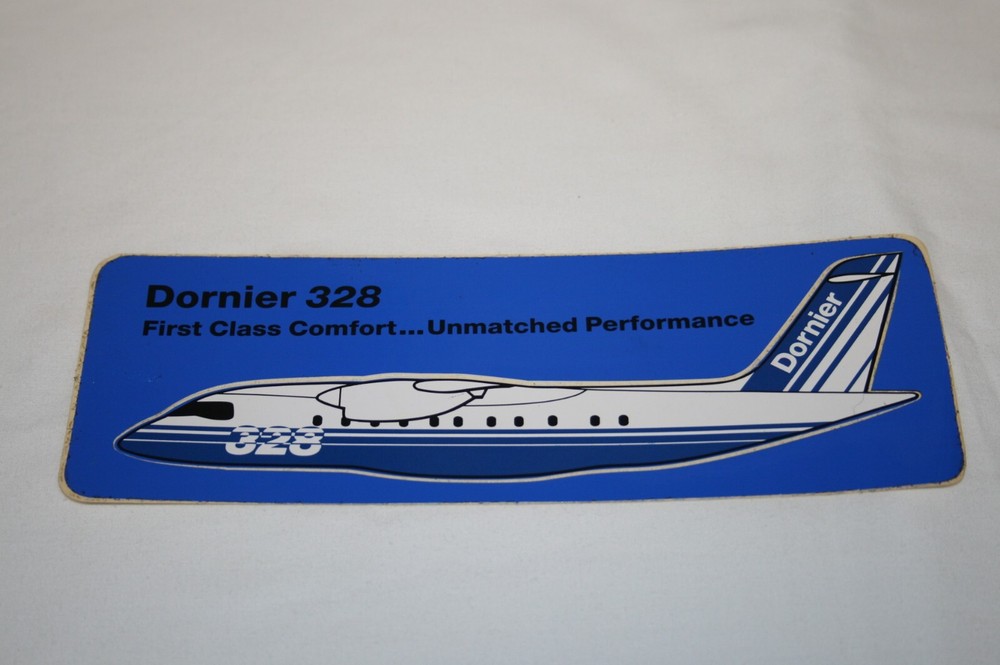 Dornier 328
First Class Comfort...Unmatched Performance
Dornier
328